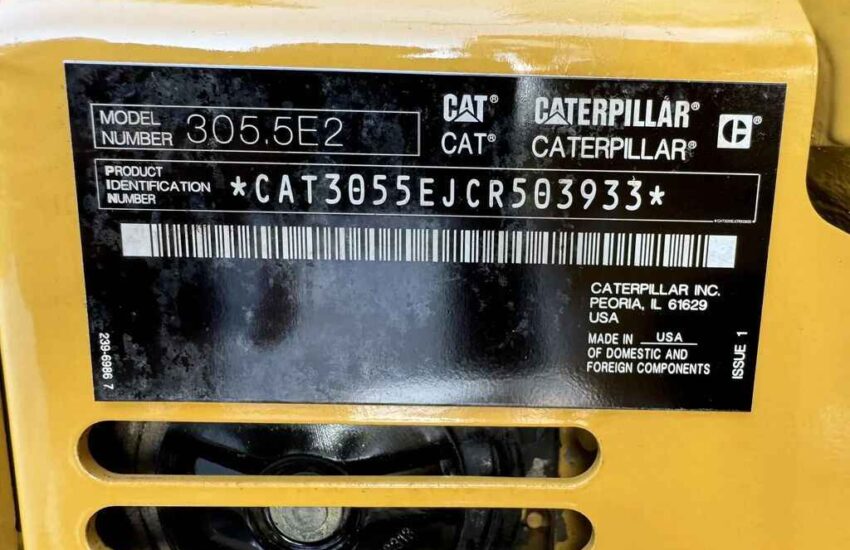 MODEL NUMBER 305.5E2
CAT® CATERPILLAR® C®
CAT® CATERPILLAR®
PRODUCT IDENTIFICATION NUMBER *CAT3055EJCR503933*
CATERPILLAR INC.
PEORIA, IL 61629
USA
MADE IN USA
OF DOMESTIC AND
FOREIGN COMPONENTS
239-6986 7
ISSUE 1